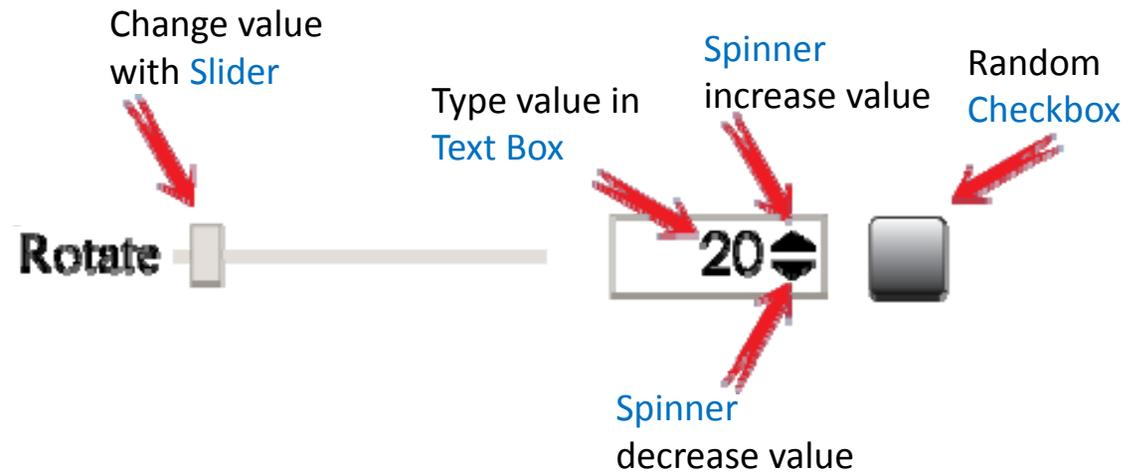 Change value
with Slider
Type value in
Text Box
Spinner
increase value
Random
Checkbox
Rotate
20
Spinner
decrease value